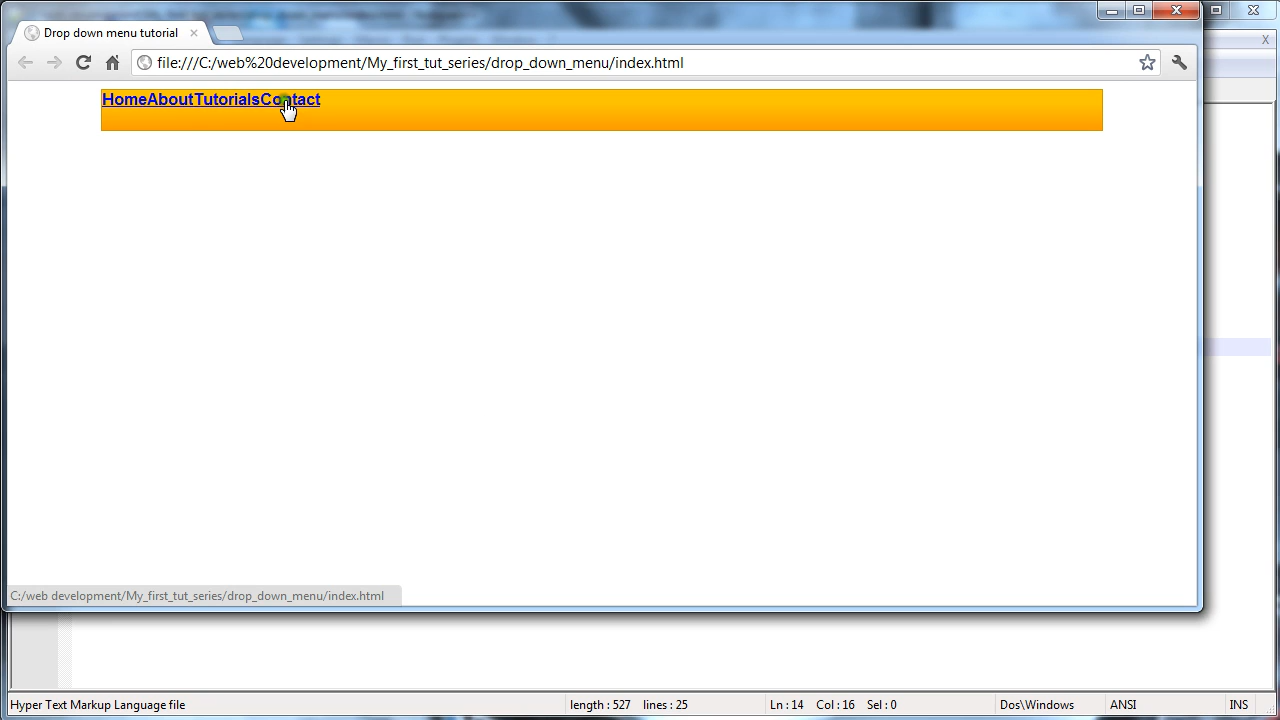 Drop down menu tutorial
file:///C:/web%20development/My_first_tut_series/drop_down_menu/index.html
HomeAboutTutorialsContact
C:/web development/My_first_tut_series/drop_down_menu/index.html
Hyper Text Markup Language file length : 527 lines : 25 Ln : 14 Col : 16 Sel : 0 Dos\Windows ANSI INS